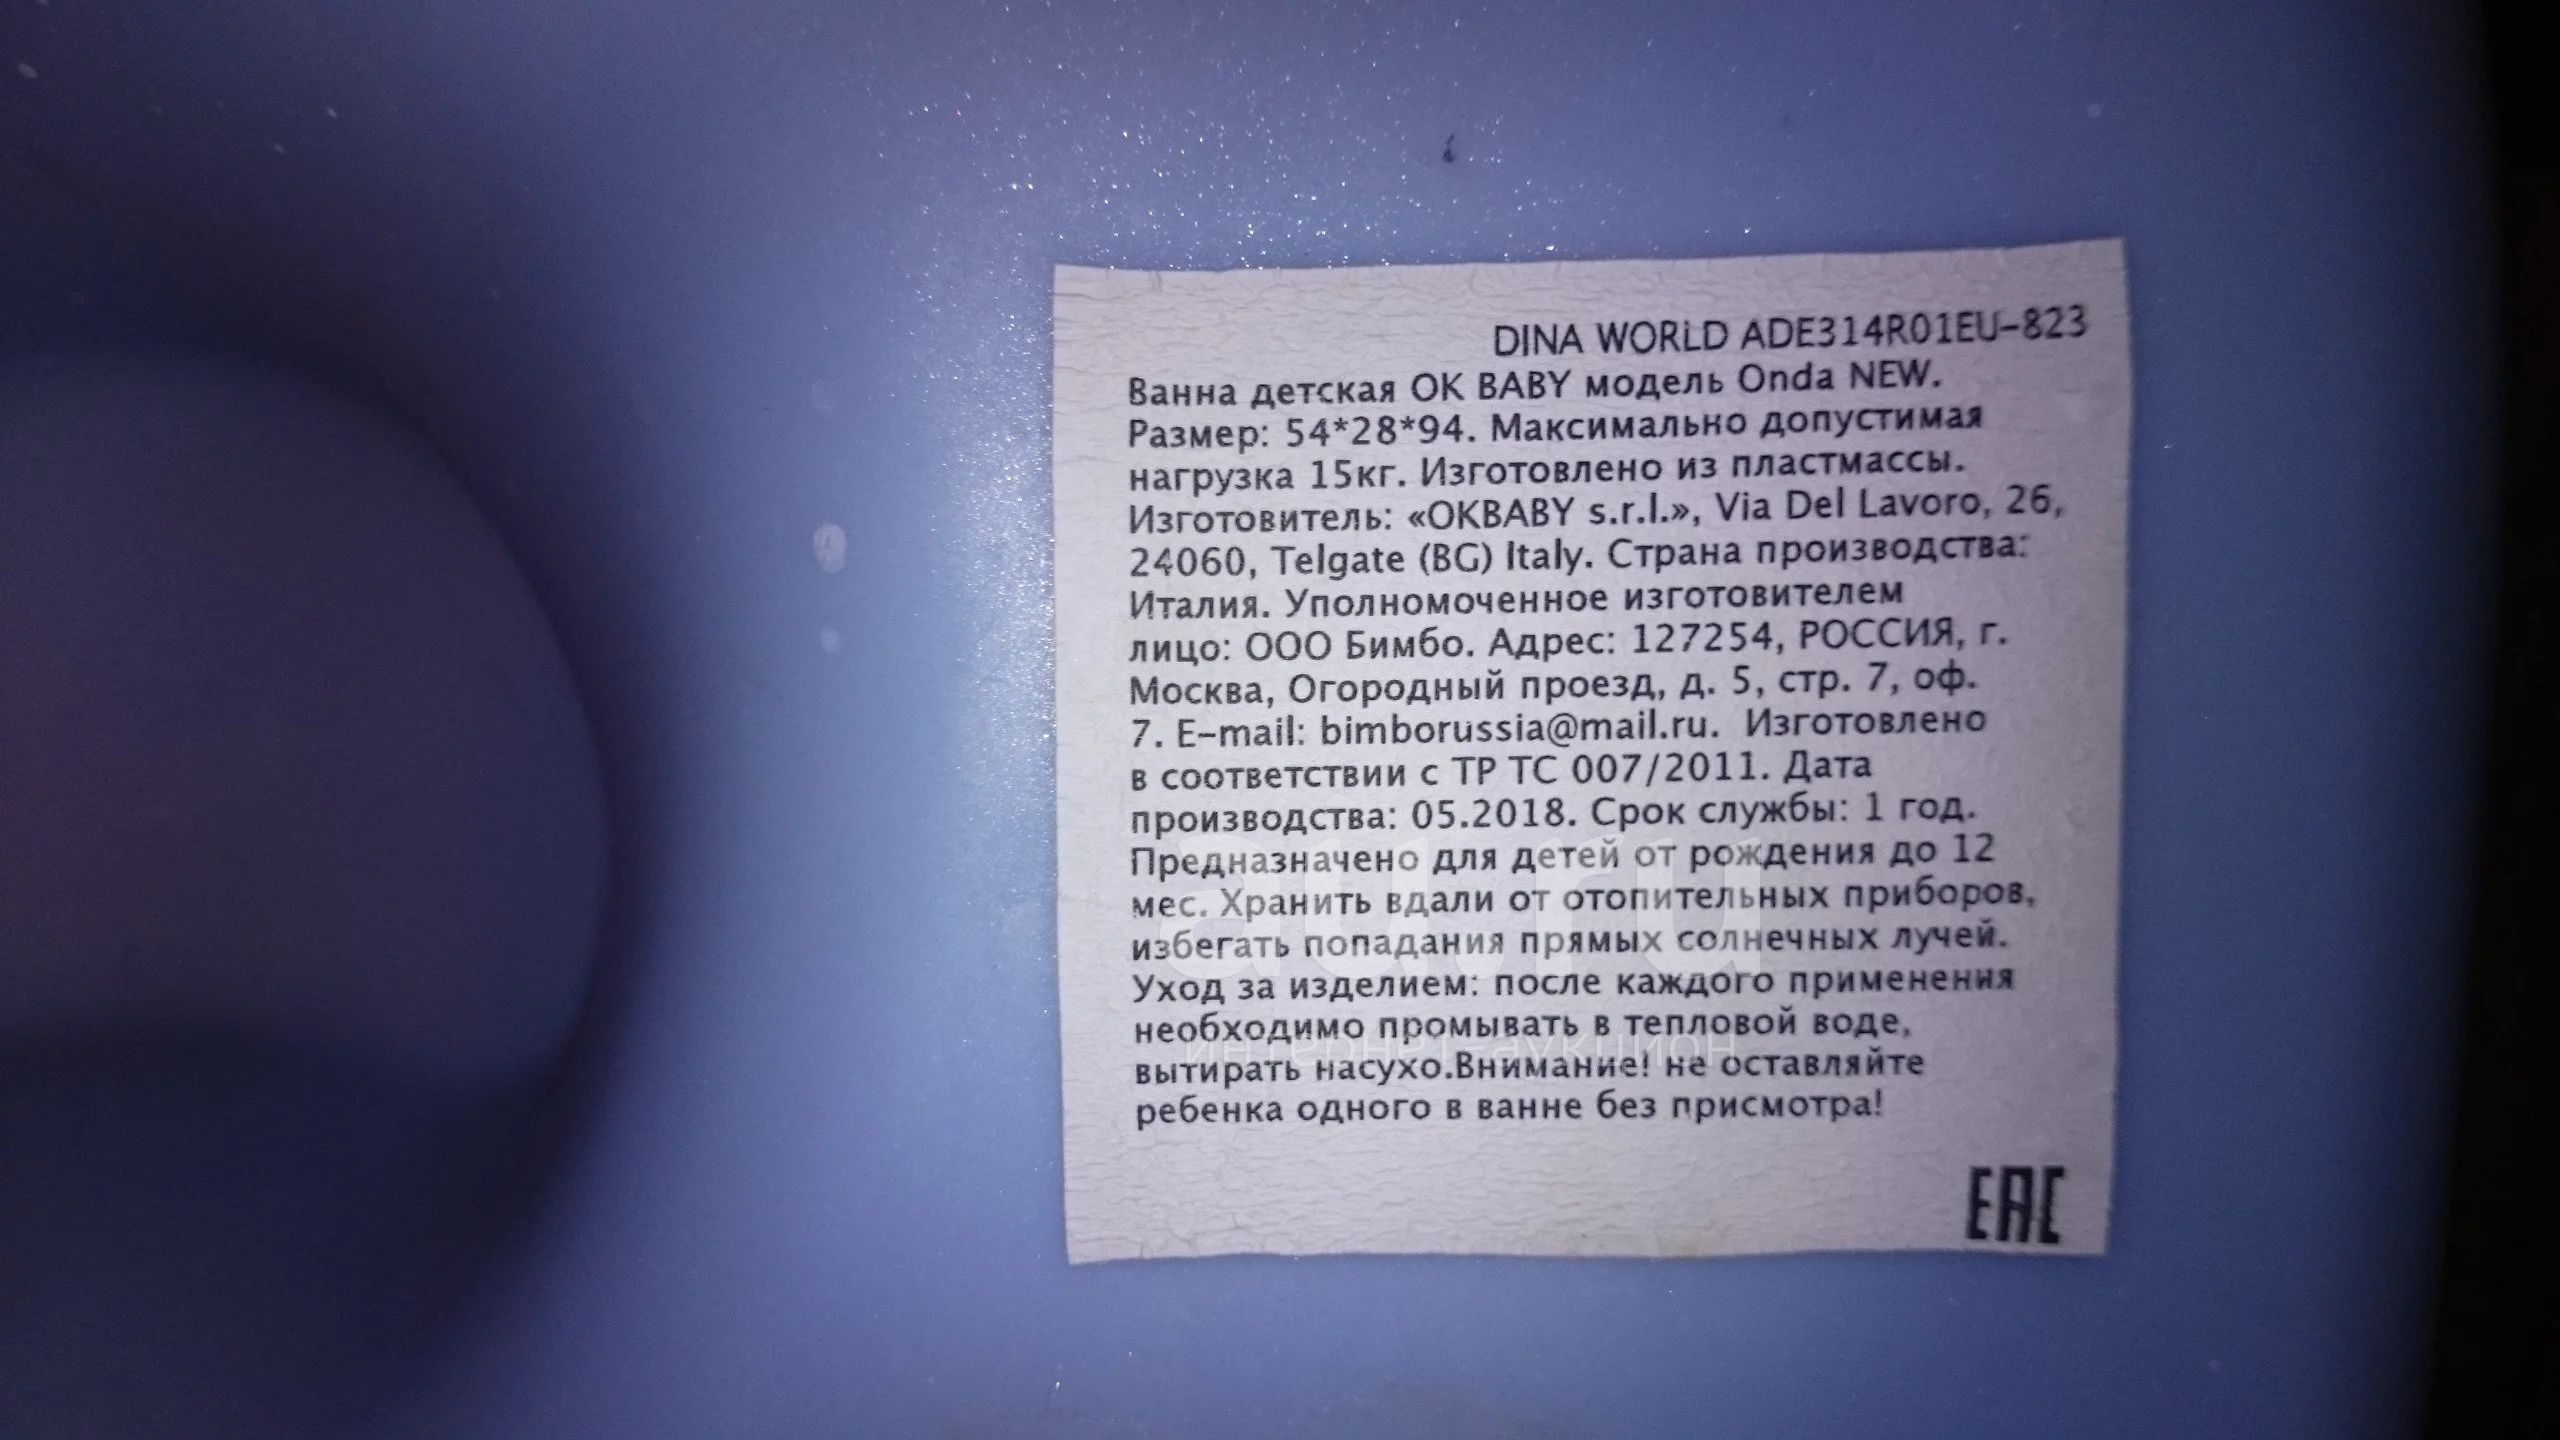 DINA WORLD ADE314R01EU-823
Ванна детская OK BABY модель Onda NEW.
Размер: 54*28*94. Максимально допустимая
нагрузка 15кг. Изготовлено из пластмассы.
Изготовитель: «OKBABY s.r.l.», Via Del Lavoro, 26,
24060, Telgate (BG) Italy. Страна производства:
Италия. Уполномоченное изготовителем
лицо: ООО Бимбо. Адрес: 127254, РОССИЯ, г.
Москва, Огородный проезд, д. 5, стр. 7, оф.
7. E-mail: bimborussia@mail.ru. Изготовлено
в соответствии с ТР ТС 007/2011. Дата
производства: 05.2018. Срок службы: 1 год.
Предназначено для детей от рождения до 12
мес. Хранить вдали от отопительных приборов,
избегать попадания прямых солнечных лучей.
Уход за изделием: после каждого применения
необходимо промывать в тепловой воде,
вытирать насухо.Внимание! не оставляйте
ребенка одного в ванне без присмотра!
EAC
au.ru
интернет-аукцион